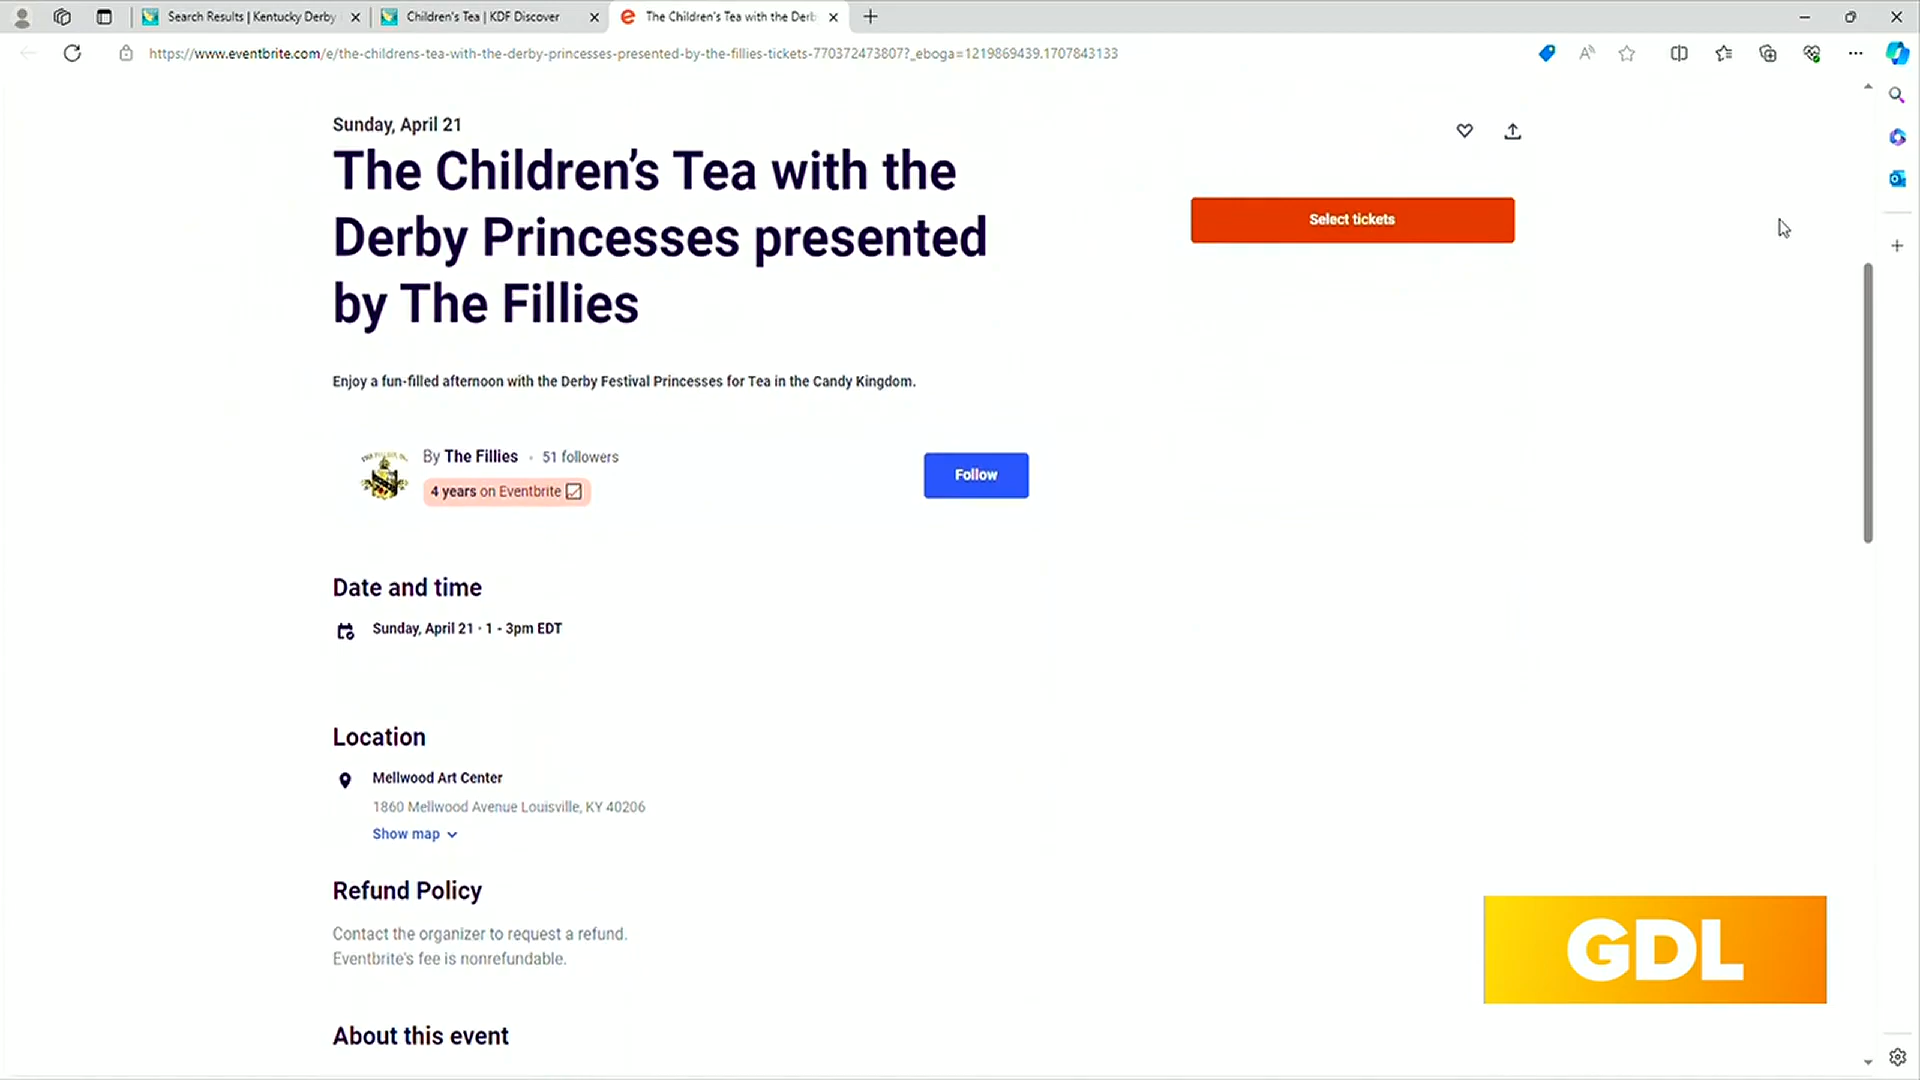 Search Results | Kentucky Derby
Children's Tea | KDF Discover
The Children's Tea with the Derb
https://www.eventbrite.com/e/the-childrens-tea-with-the-derby-princesses-presented-by-the-fillies-tickets-770372473807?_eboga=1219869439.1707843133
Sunday, April 21
The Children’s Tea with the
Derby Princesses presented
by The Fillies
Select tickets
Enjoy a fun-filled afternoon with the Derby Festival Princesses for Tea in the Candy Kingdom.
By The Fillies · 51 followers
4 years on Eventbrite
Follow
Date and time
Sunday, April 21 · 1 - 3pm EDT
Location
Mellwood Art Center
1860 Mellwood Avenue Louisville, KY 40206
Show map
Refund Policy
Contact the organizer to request a refund.
Eventbrite's fee is nonrefundable.
GDL
About this event